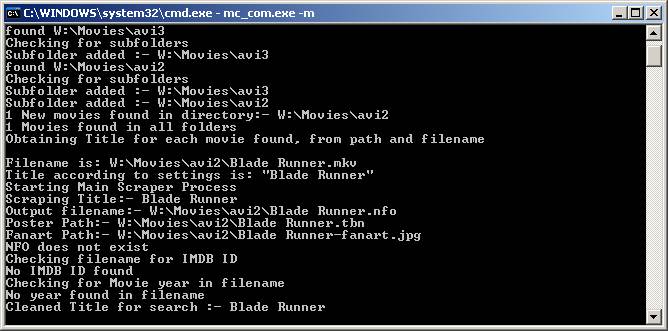 C:\WINDOWS\system32\cmd.exe - mc_com.exe -m
found W:\Movies\avi3
Checking for subfolders
Subfolder added :- W:\Movies\avi3
found W:\Movies\avi2
Checking for subfolders
Subfolder added :- W:\Movies\avi3
Subfolder added :- W:\Movies\avi2
1 New movies found in directory:- W:\Movies\avi2
1 Movies found in all folders
Obtaining Title for each movie found, from path and filename
Filename is: W:\Movies\avi2\Blade Runner.mkv
Title according to settings is: "Blade Runner"
Starting Main Scraper Process
Scraping Title:- Blade Runner
Output filename:- W:\Movies\avi2\Blade Runner.nfo
Poster Path:- W:\Movies\avi2\Blade Runner.tbn
Fanart Path:- W:\Movies\avi2\Blade Runner-fanart.jpg
NFO does not exist
Checking filename for IMDB ID
No IMDB ID found
Checking for Movie year in filename
No year found in filename
Cleaned Title for search :- Blade Runner